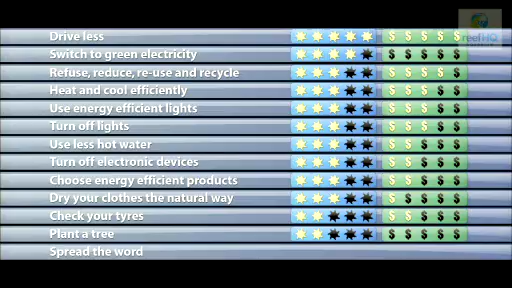 Drive less $ $ $ $ $
Switch to green electricity $ $ $ $ $
Refuse, reduce, re-use and recycle $ $ $ $ $
Heat and cool efficiently $ $ $ $ $
Use energy efficient lights $ $ $ $ $
Turn off lights $ $ $ $ $
Use less hot water $ $ $ $ $
Turn off electronic devices $ $ $ $ $
Choose energy efficient products $ $ $ $ $
Dry your clothes the natural way $ $ $ $ $
Check your tyres $ $ $ $ $
Plant a tree $ $ $ $ $
Spread the word
reelHQ